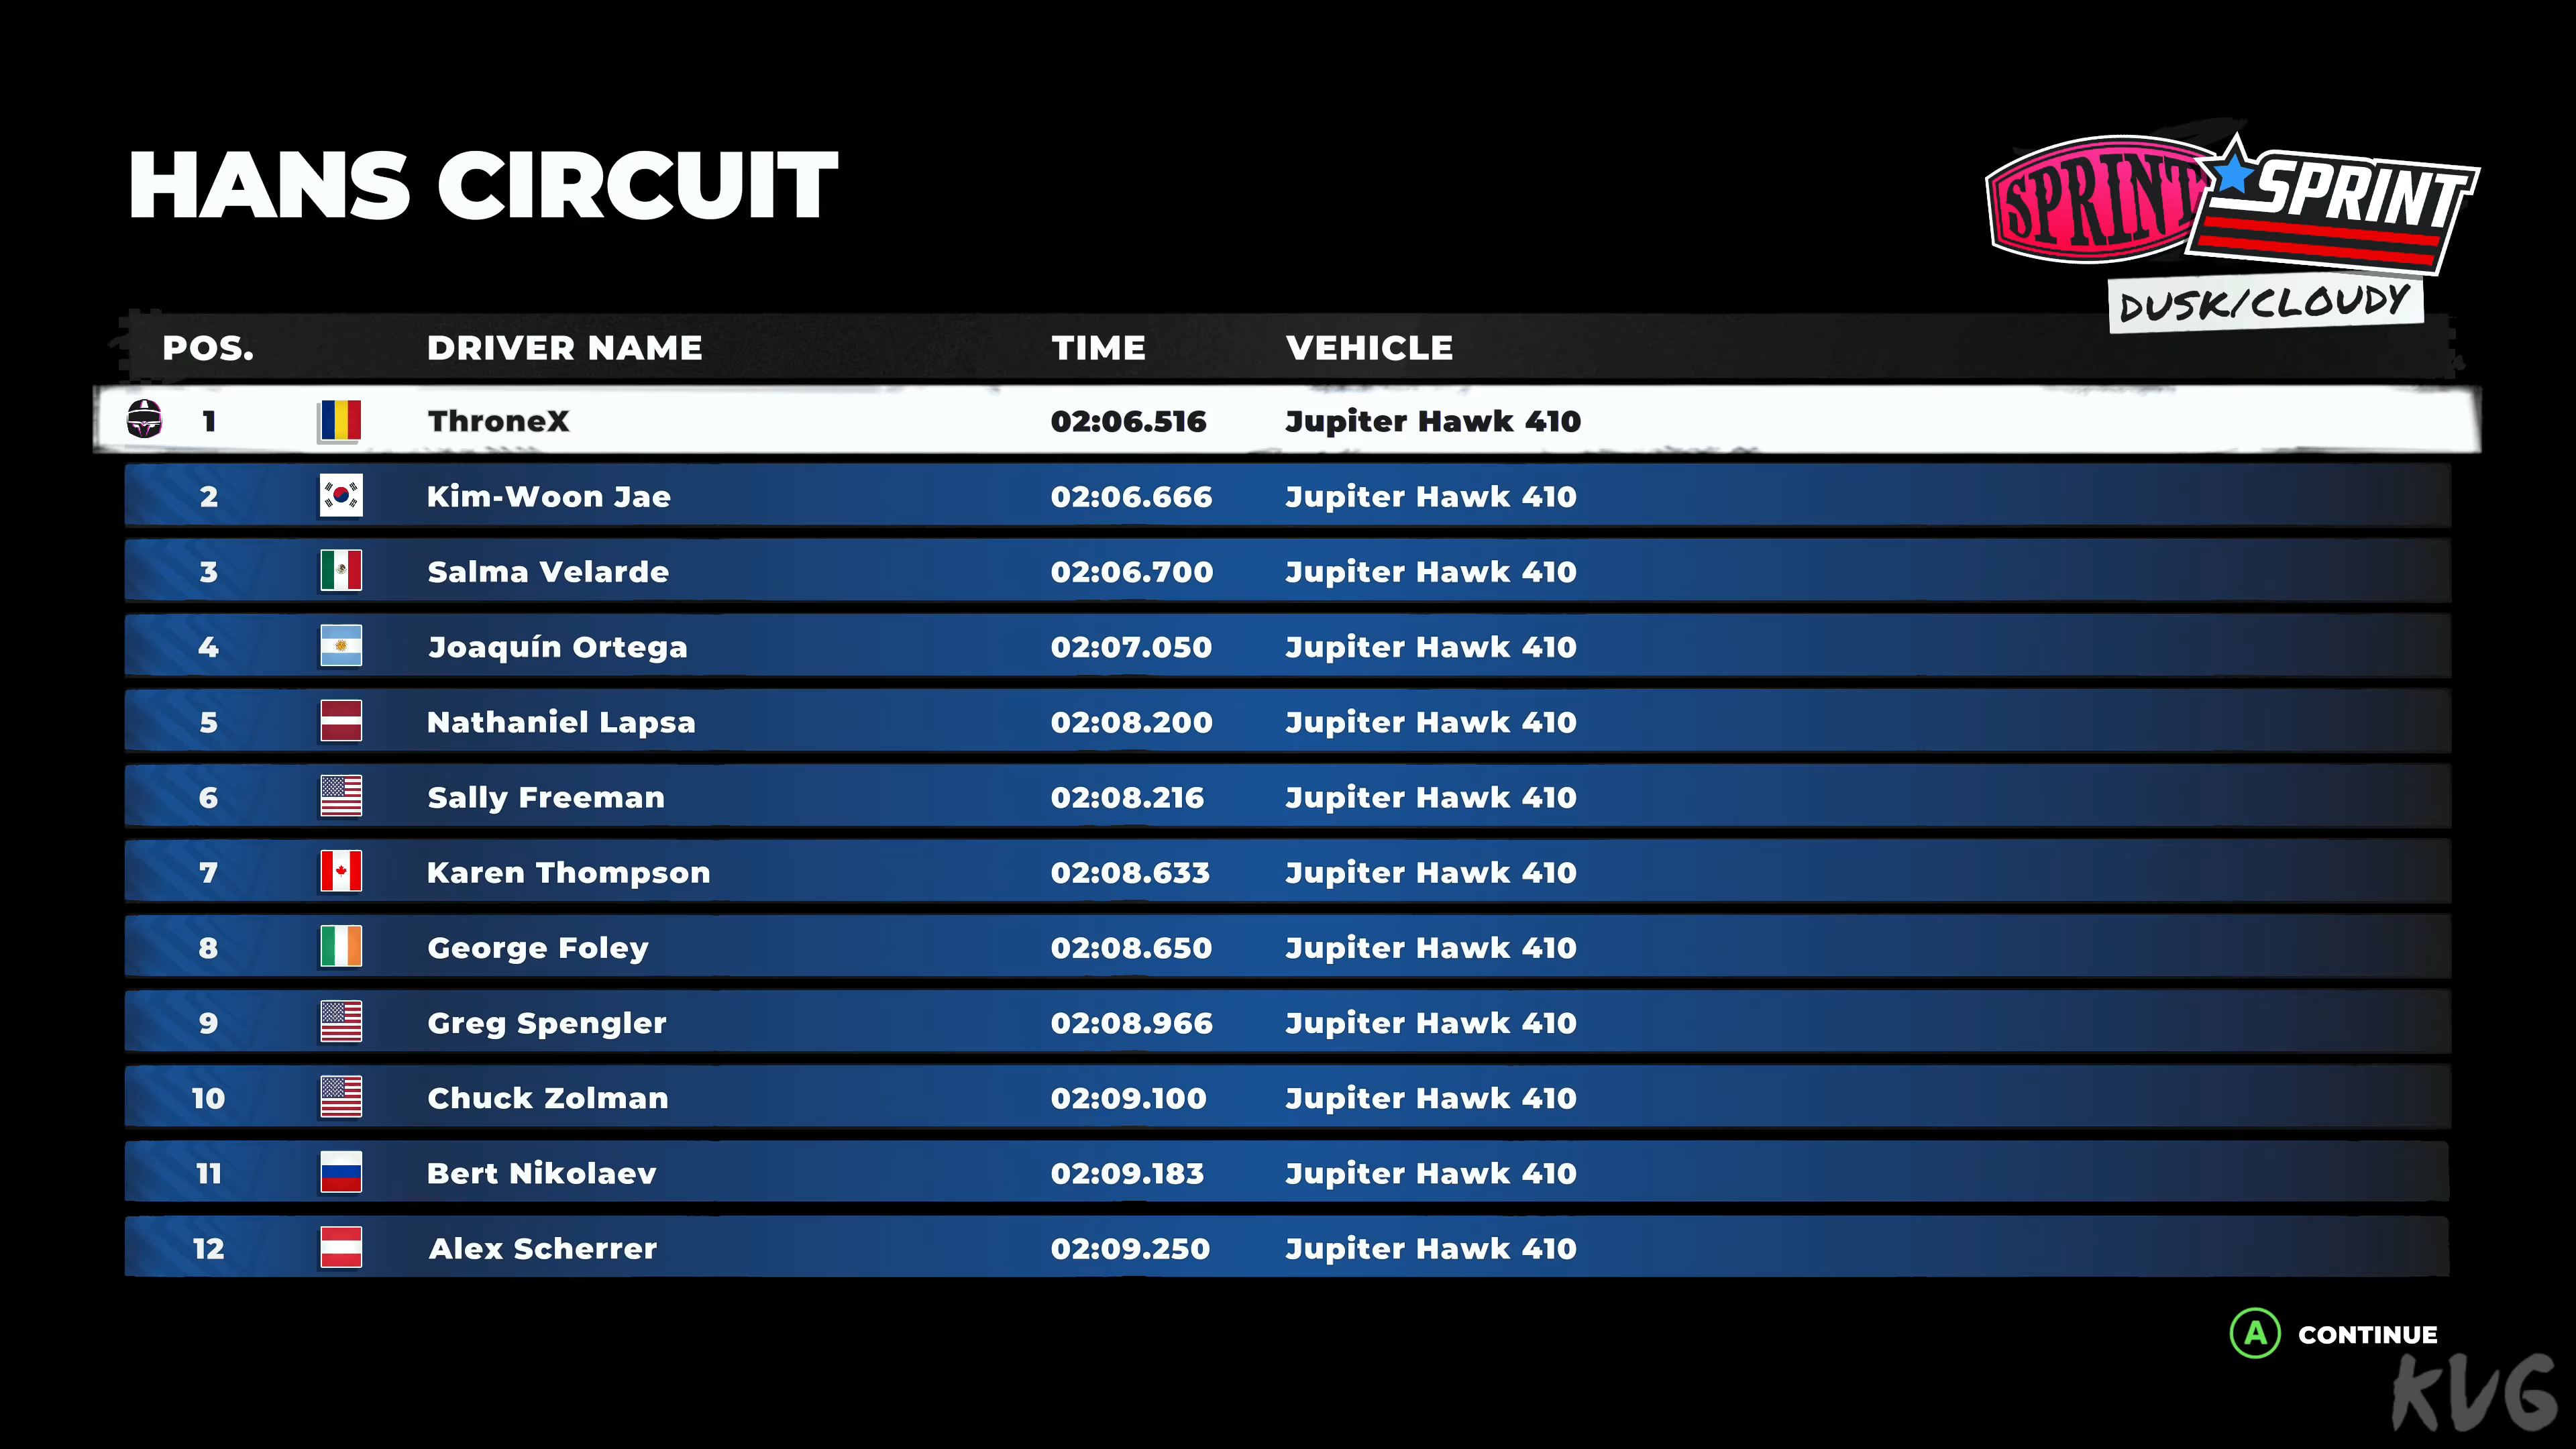 HANS CIRCUIT
SPRINT
SPRINT
DUSK/CLOUDY
POS. DRIVER NAME TIME VEHICLE
1 ThroneX 02:06.516 Jupiter Hawk 410
2 Kim-Woon Jae 02:06.666 Jupiter Hawk 410
3 Salma Velarde 02:06.700 Jupiter Hawk 410
4 Joaquín Ortega 02:07.050 Jupiter Hawk 410
5 Nathaniel Lapsa 02:08.200 Jupiter Hawk 410
6 Sally Freeman 02:08.216 Jupiter Hawk 410
7 Karen Thompson 02:08.633 Jupiter Hawk 410
8 George Foley 02:08.650 Jupiter Hawk 410
9 Greg Spengler 02:08.966 Jupiter Hawk 410
10 Chuck Zolman 02:09.100 Jupiter Hawk 410
11 Bert Nikolaev 02:09.183 Jupiter Hawk 410
12 Alex Scherrer 02:09.250 Jupiter Hawk 410
A CONTINUE
KVG